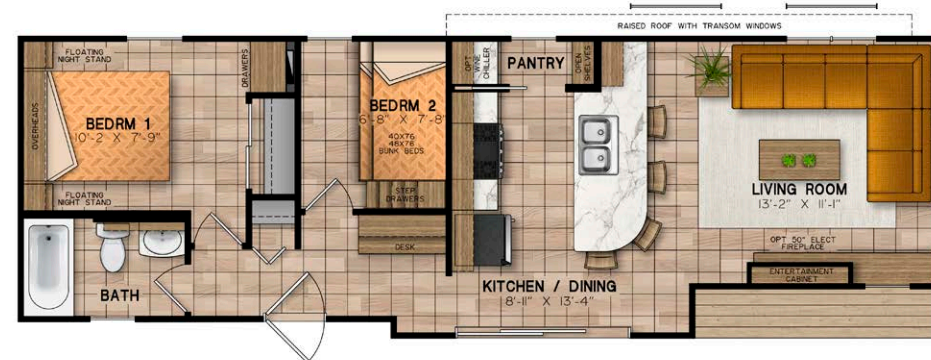 RAISED ROOF WITH TRANSOM WINDOWS
FLOATING
NIGHT STAND
OVERHEADS
BEDRM 1
10'-2 X 7'-9"
FLOATING
NIGHT STAND
DRAWERS
BEDRM 2
6'-8" X 7'-8"
40X76
48X76
BUNK BEDS
STEP
DRAWERS
DESK
BATH
OPT
WINE
CHILLER
PANTRY
OPEN
SHELVES
KITCHEN / DINING
8'-11" X 13'-4"
LIVING ROOM
13'-2" X 11'-1"
OPT 50" ELECT
FIREPLACE
ENTERTAINMENT
CABINET